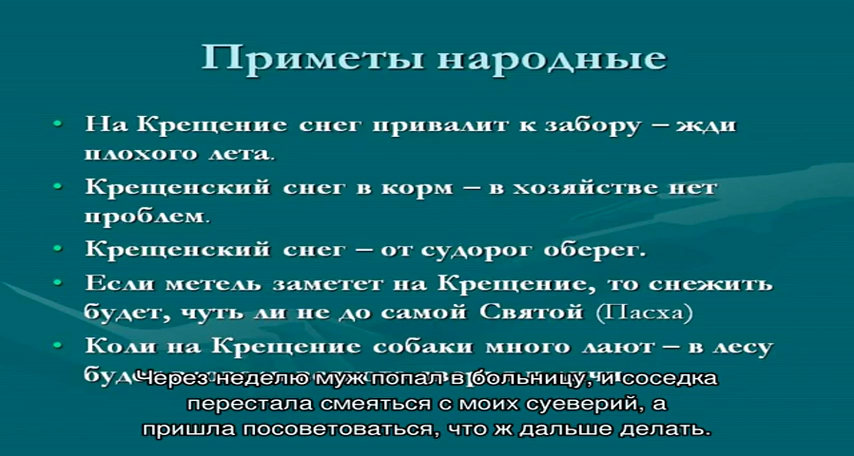 Приметы народные
• На Крещение снег привалит к забору – жди
плохого лета.
• Крещенский снег в корм – в хозяйстве нет
проблем.
• Крещенский снег – от судорог оберег.
• Если метель заметет на Крещение, то снежить
будет, чуть ли не до самой Святой (Пасха)
• Коли на Крещение собаки много лают – в лесу
Через неделю муж попал в больницу, и соседка
перестала смеяться с моих суеверий, а
пришла посоветоваться, что ж дальше делать.